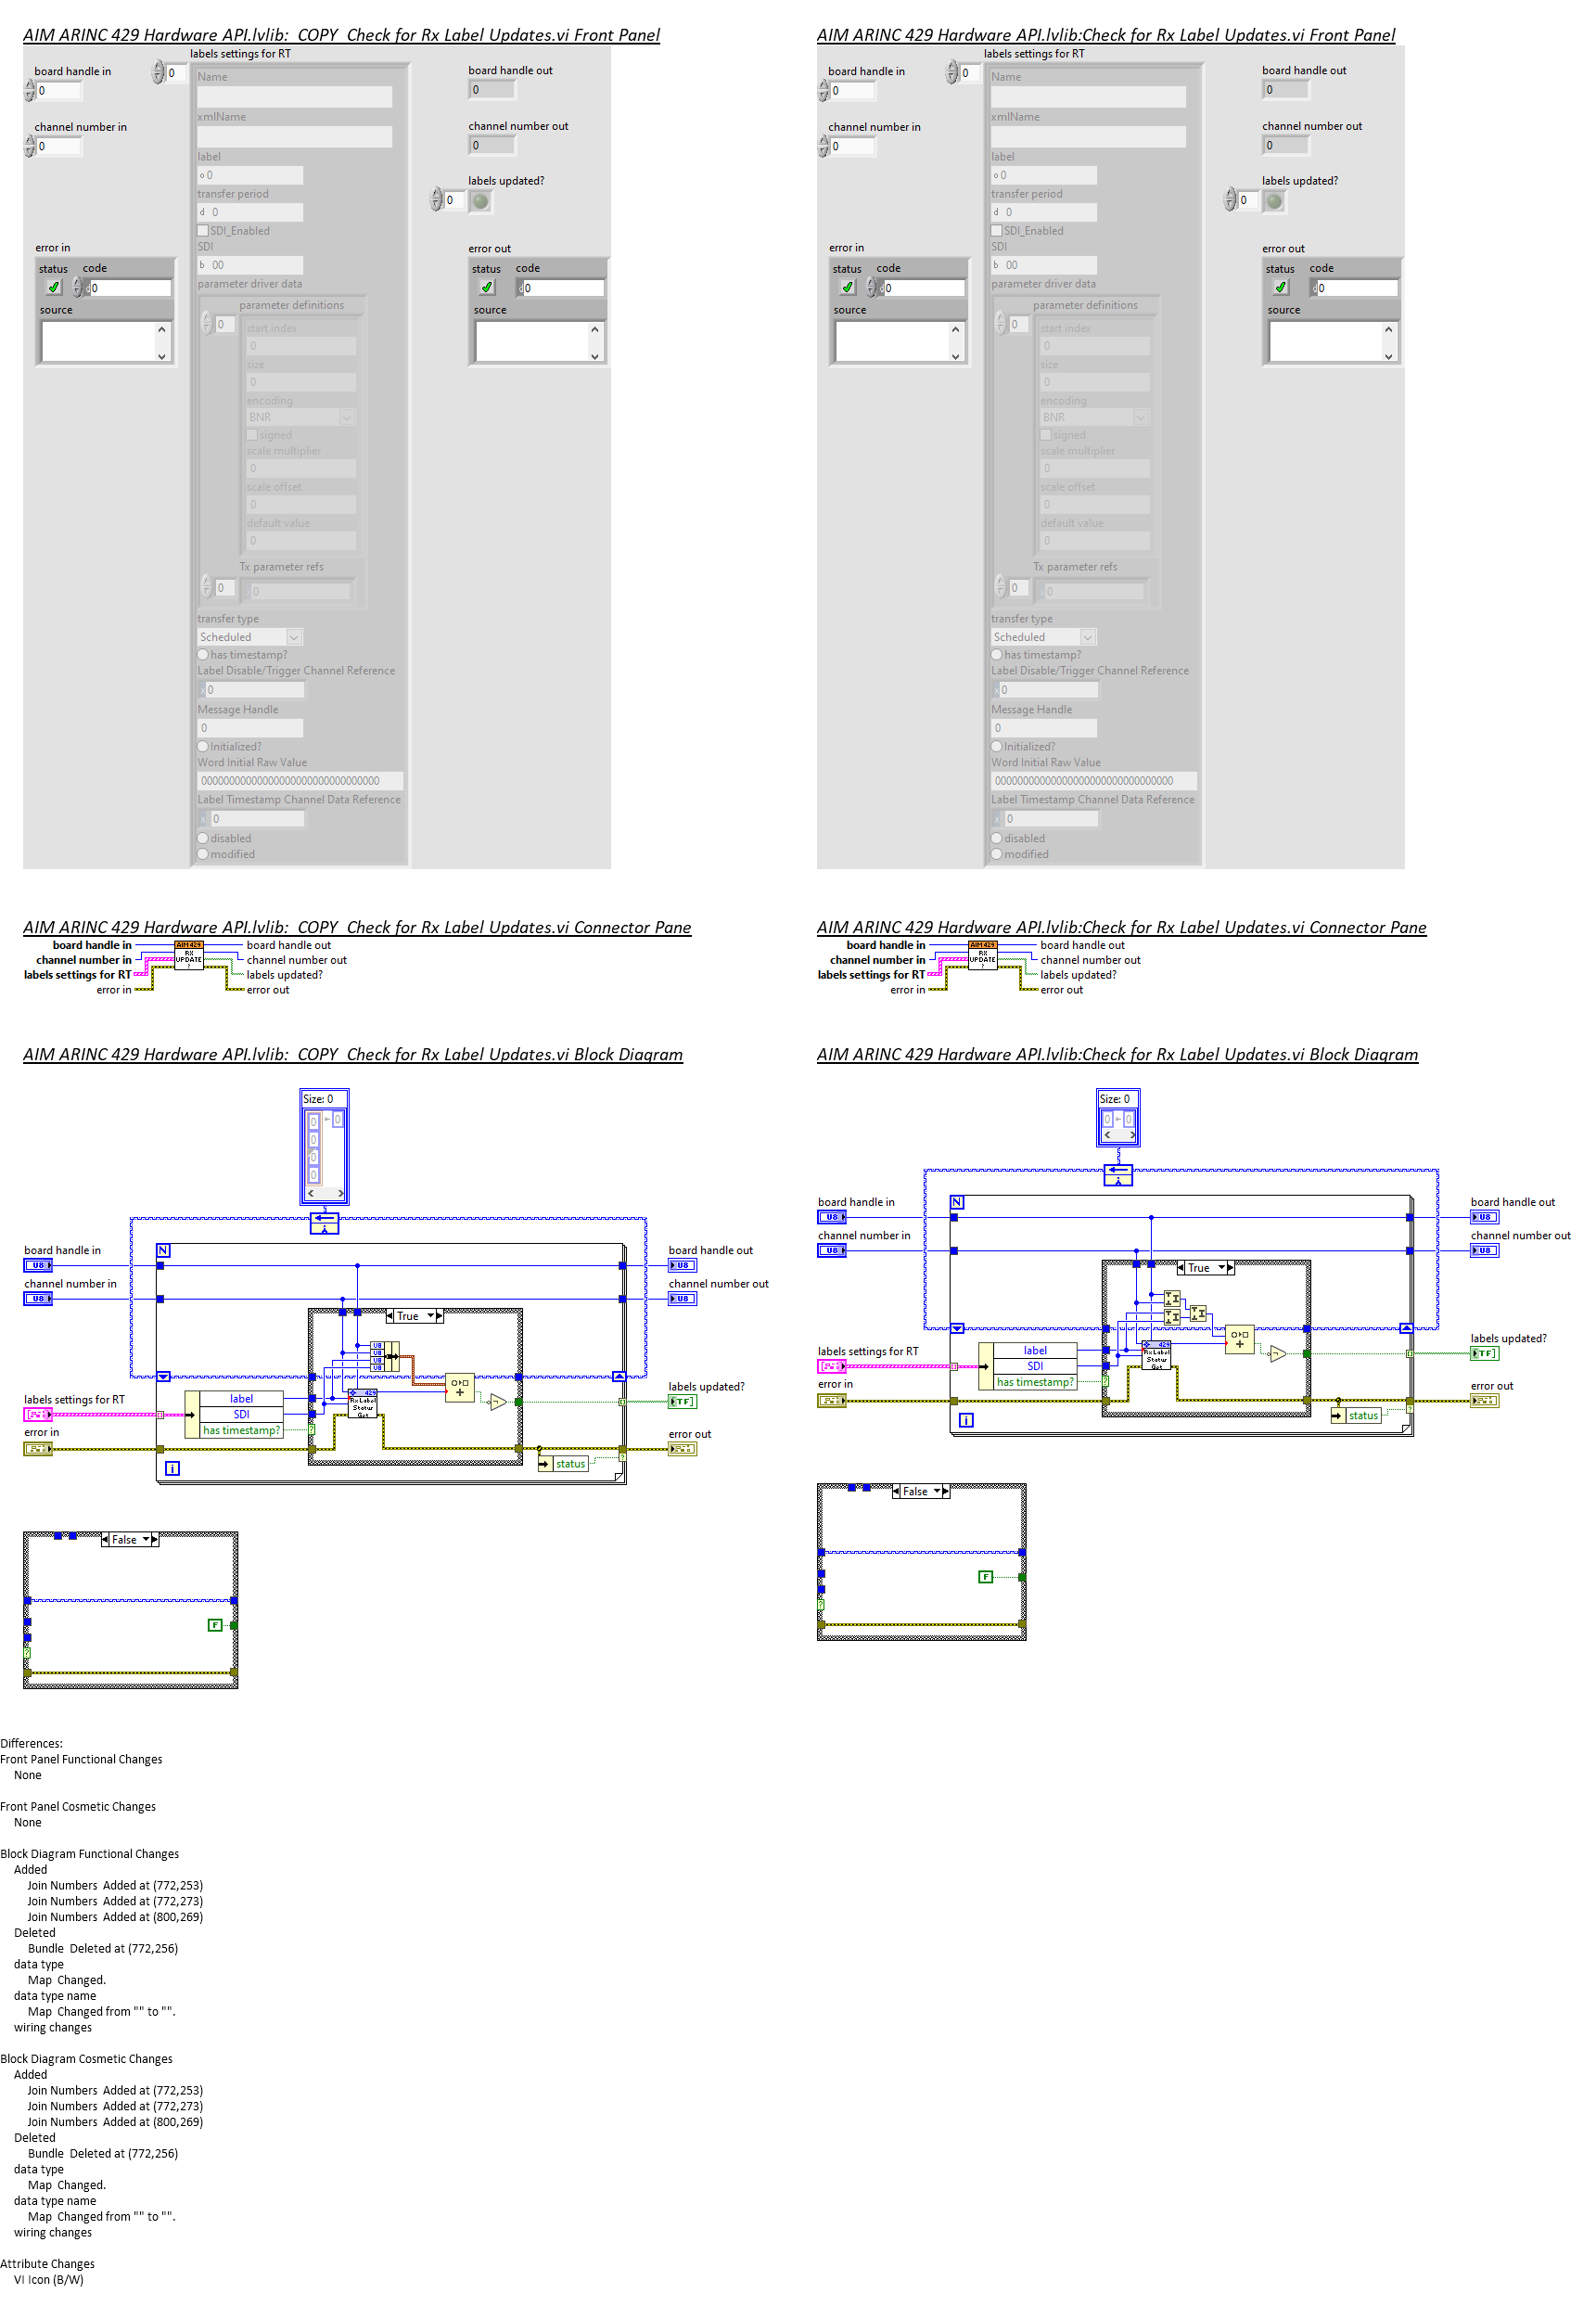 AIM ARINC 429 Hardware API.lvlib:_COPY_Check for Rx Label Updates.vi Front Panel
labels settings for RT
board handle in
0
0
channel number in
0
Name
xmlName
label
o 0
transfer period
d 0
SDI_Enabled
SDI
b 00
parameter driver data
parameter definitions
0
start index
0
size
0
encoding
BNR
signed
scale multiplier
0
scale offset
0
default value
0
Tx parameter refs
0
x 0
transfer type
Scheduled
has timestamp?
Label Disable/Trigger Channel Reference
x 0
Message Handle
0
Initialized?
Word Initial Raw Value
00000000000000000000000000000000
Label Timestamp Channel Data Reference
x 0
disabled
modified
error in
status code
d 0
source
board handle out
0
channel number out
0
labels updated?
0
error out
status code
d 0
source
AIM ARINC 429 Hardware API.lvlib:Check for Rx Label Updates.vi Front Panel
labels settings for RT
board handle in
0
0
channel number in
0
Name
xmlName
label
o 0
transfer period
d 0
SDI_Enabled
SDI
b 00
parameter driver data
parameter definitions
0
start index
0
size
0
encoding
BNR
signed
scale multiplier
0
scale offset
0
default value
0
Tx parameter refs
0
x 0
transfer type
Scheduled
has timestamp?
Label Disable/Trigger Channel Reference
x 0
Message Handle
0
Initialized?
Word Initial Raw Value
00000000000000000000000000000000
Label Timestamp Channel Data Reference
x 0
disabled
modified
error in
status code
d 0
source
board handle out
0
channel number out
0
labels updated?
0
error out
status code
d 0
source
AIM ARINC 429 Hardware API.lvlib:_COPY_Check for Rx Label Updates.vi Connector Pane
board handle in
channel number in
labels settings for RT
error in
AIM 429
RX
UPDATE
?
board handle out
channel number out
labels updated?
error out
AIM ARINC 429 Hardware API.lvlib:Check for Rx Label Updates.vi Connector Pane
board handle in
channel number in
labels settings for RT
error in
AIM 429
RX
UPDATE
?
board handle out
channel number out
labels updated?
error out
AIM ARINC 429 Hardware API.lvlib:_COPY_Check for Rx Label Updates.vi Block Diagram
Size: 0
0 0
0
0
0
N
board handle in
U8
channel number in
U8
True
U8
U8
U8
U8
429
Rx Label
Status
Get
labels settings for RT
label
SDI
has timestamp?
error in
i
status
board handle out
U8
channel number out
U8
labels updated?
TF
error out
False
F
?
AIM ARINC 429 Hardware API.lvlib:Check for Rx Label Updates.vi Block Diagram
Size: 0
0 0
N
board handle in
U8
channel number in
U8
True
429
Rx Label
Status
Get
labels settings for RT
label
SDI
has timestamp?
error in
i
status
board handle out
U8
channel number out
U8
labels updated?
TF
error out
False
F
?
Differences:
Front Panel Functional Changes
None
Front Panel Cosmetic Changes
None
Block Diagram Functional Changes
Added
Join Numbers  Added at (772,253)
Join Numbers  Added at (772,273)
Join Numbers  Added at (800,269)
Deleted
Bundle  Deleted at (772,256)
data type
Map  Changed.
data type name
Map  Changed from "" to "".
wiring changes
Block Diagram Cosmetic Changes
Added
Join Numbers  Added at (772,253)
Join Numbers  Added at (772,273)
Join Numbers  Added at (800,269)
Deleted
Bundle  Deleted at (772,256)
data type
Map  Changed.
data type name
Map  Changed from "" to "".
wiring changes
Attribute Changes
VI Icon (B/W)